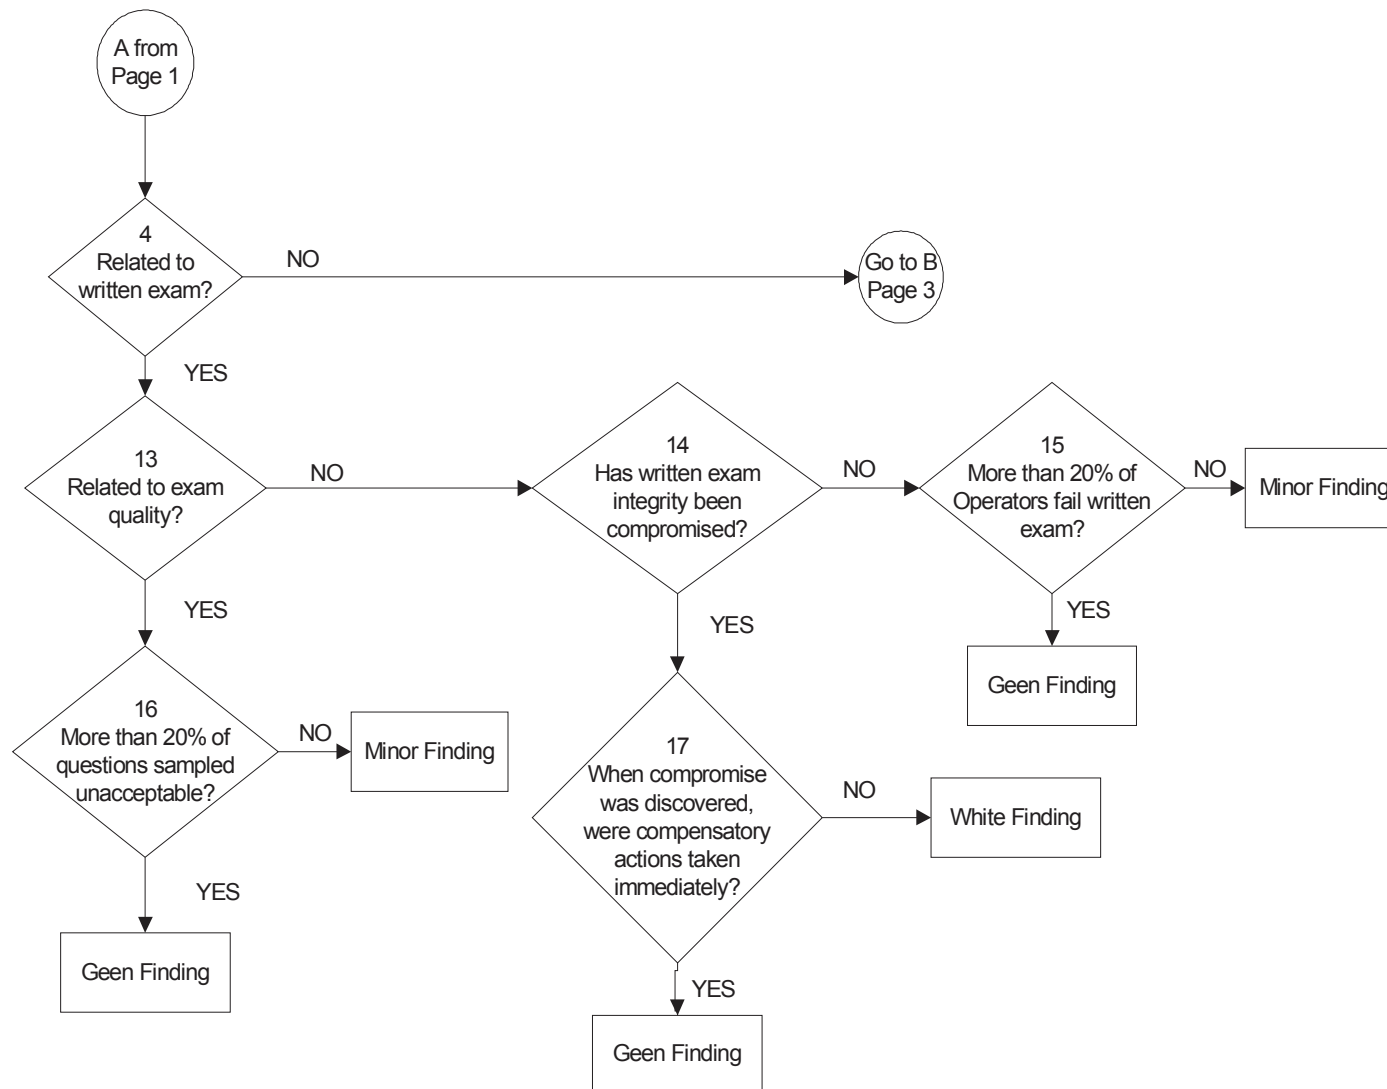 A from
Page 1
4
Related to
written exam?
NO
Go to B
Page 3
YES
13
Related to exam
quality?
NO
14
Has written exam
integrity been
compromised?
NO
15
More than 20% of
Operators fail written
exam?
NO
Minor Finding
YES
YES
YES
Geen Finding
16
More than 20% of
questions sampled
unacceptable?
NO
Minor Finding
17
When compromise
was discovered,
were compensatory
actions taken
immediately?
NO
White Finding
YES
Geen Finding
YES
Geen Finding